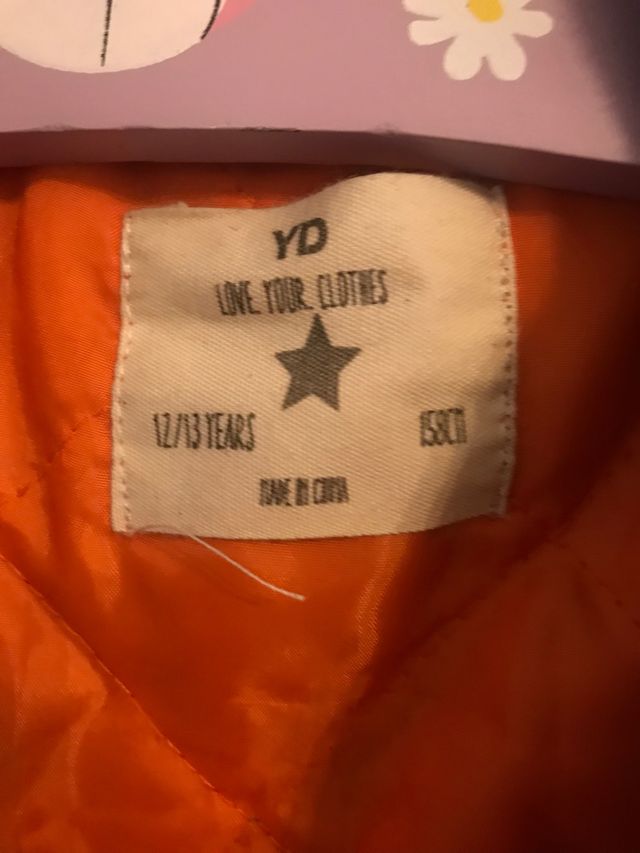 YD
LOVE. YOUR. CLOTHES
12/13 YEARS 158CM
MADE IN CHINA